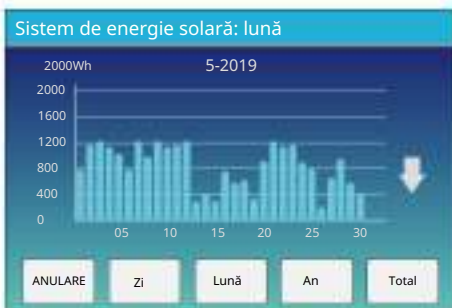 Sistem de energie solară: lună
2000Wh 5-2019
2000
1600
1200
800
400
0
05 10 15 20 25 30
ANULARE Zi Lună An Total